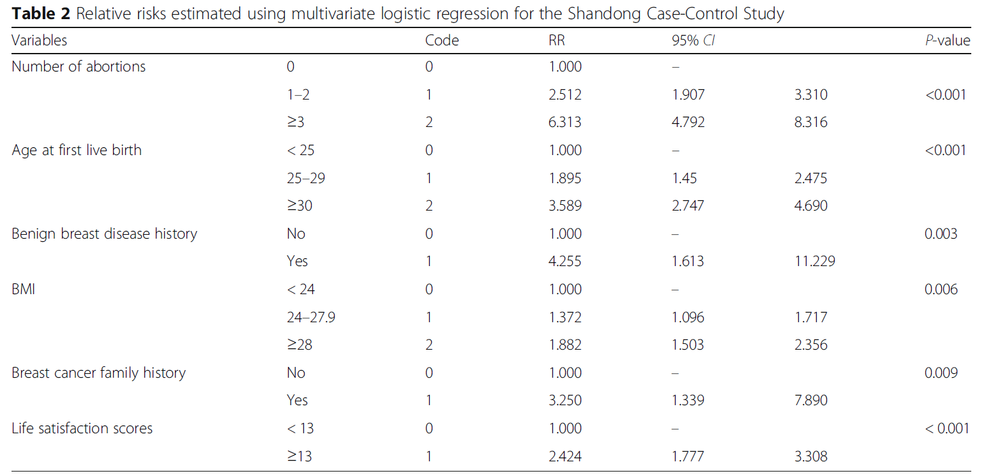 Table 2 Relative risks estimated using multivariate logistic regression for the Shandong Case-Control Study
Variables Code RR 95% CI P-value
Number of abortions 0 0 1.000 –
1–2 1 2.512 1.907 3.310 <0.001
≥3 2 6.313 4.792 8.316
Age at first live birth < 25 0 1.000 – <0.001
25–29 1 1.895 1.45 2.475
≥30 2 3.589 2.747 4.690
Benign breast disease history No 0 1.000 – 0.003
Yes 1 4.255 1.613 11.229
BMI < 24 0 1.000 – 0.006
24–27.9 1 1.372 1.096 1.717
≥28 2 1.882 1.503 2.356
Breast cancer family history No 0 1.000 – 0.009
Yes 1 3.250 1.339 7.890
Life satisfaction scores < 13 0 1.000 – < 0.001
≥13 1 2.424 1.777 3.308